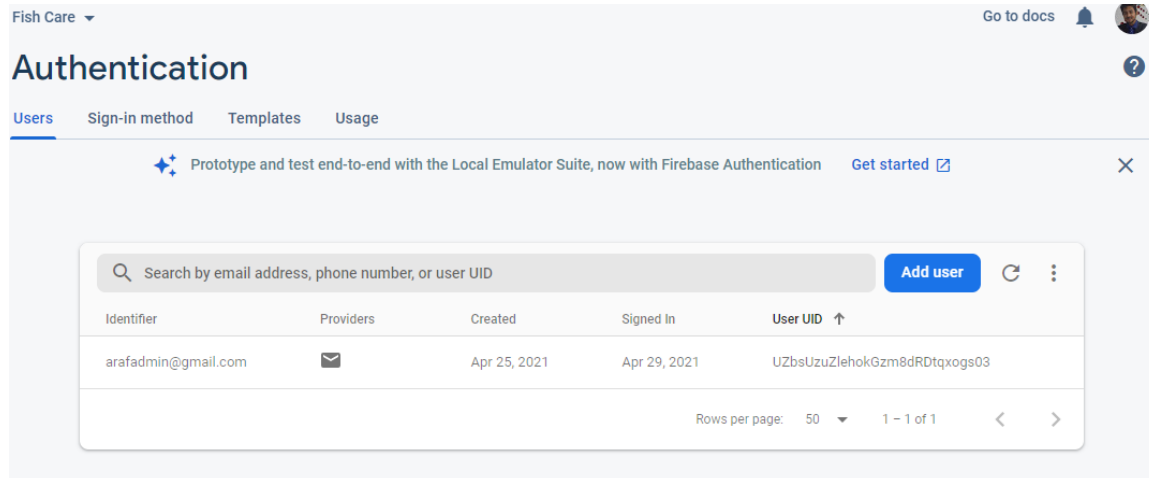 Fish Care
Go to docs
Authentication
Users Sign-in method Templates Usage
Prototype and test end-to-end with the Local Emulator Suite, now with Firebase Authentication Get started
Search by email address, phone number, or user UID Add user
Identifier Providers Created Signed In User UID
arafadmin@gmail.com Apr 25, 2021 Apr 29, 2021 UZbsUzuZlehokGzm8dRDtqxogs03
Rows per page: 50 1 – 1 of 1